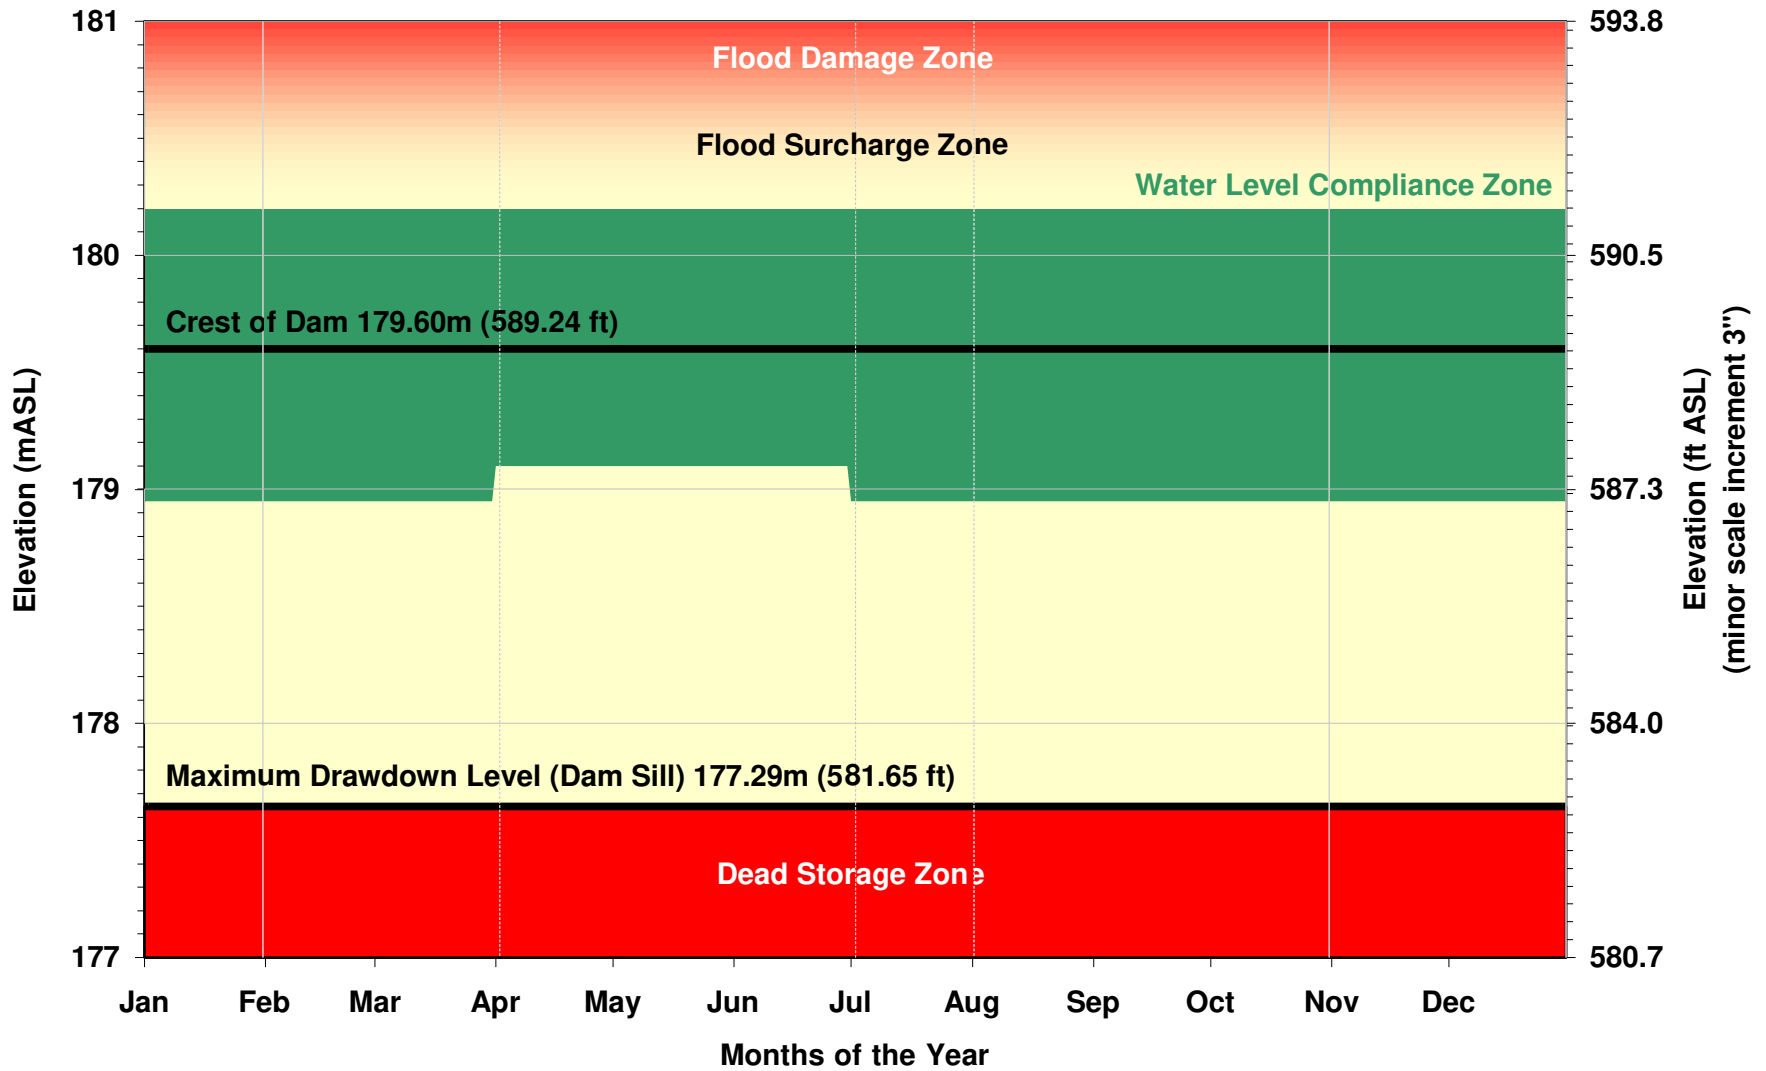 181
593.8
Flood Damage Zone
Flood Surcharge Zone
Water Level Compliance Zone
180
590.5
Crest of Dam 179.60m (589.24 ft)
179
587.3
178
584.0
Maximum Drawdown Level (Dam Sill) 177.29m (581.65 ft)
Dead Storage Zone
177
580.7
Elevation (mASL)
Elevation (ft ASL)
(minor scale increment 3")
Jan Feb Mar Apr May Jun Jul Aug Sep Oct Nov Dec
Months of the Year